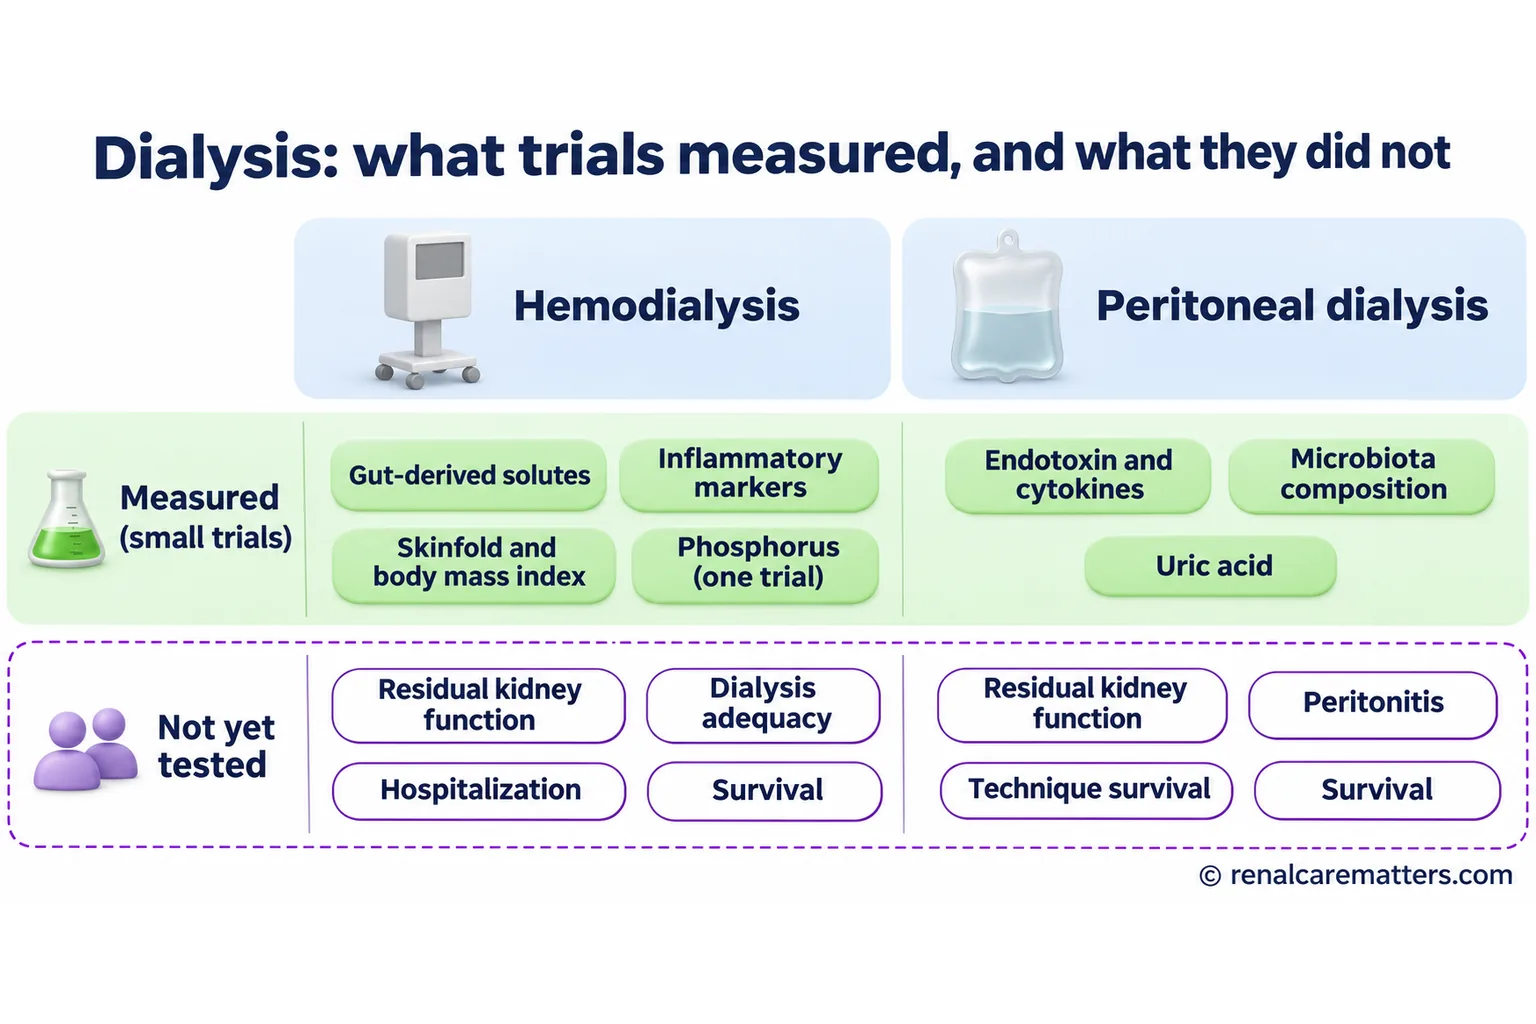 Dialysis: what trials measured, and what they did not
Hemodialysis
Peritoneal dialysis
Measured
(small trials)
Gut-derived solutes
Inflammatory
markers
Skinfold and
body mass index
Phosphorus
(one trial)
Endotoxin and
cytokines
Microbiota
composition
Uric acid
Not yet
tested
Residual kidney
function
Dialysis
adequacy
Hospitalization
Survival
Residual kidney
function
Peritonitis
Technique survival
Survival
© renalcarematters.com